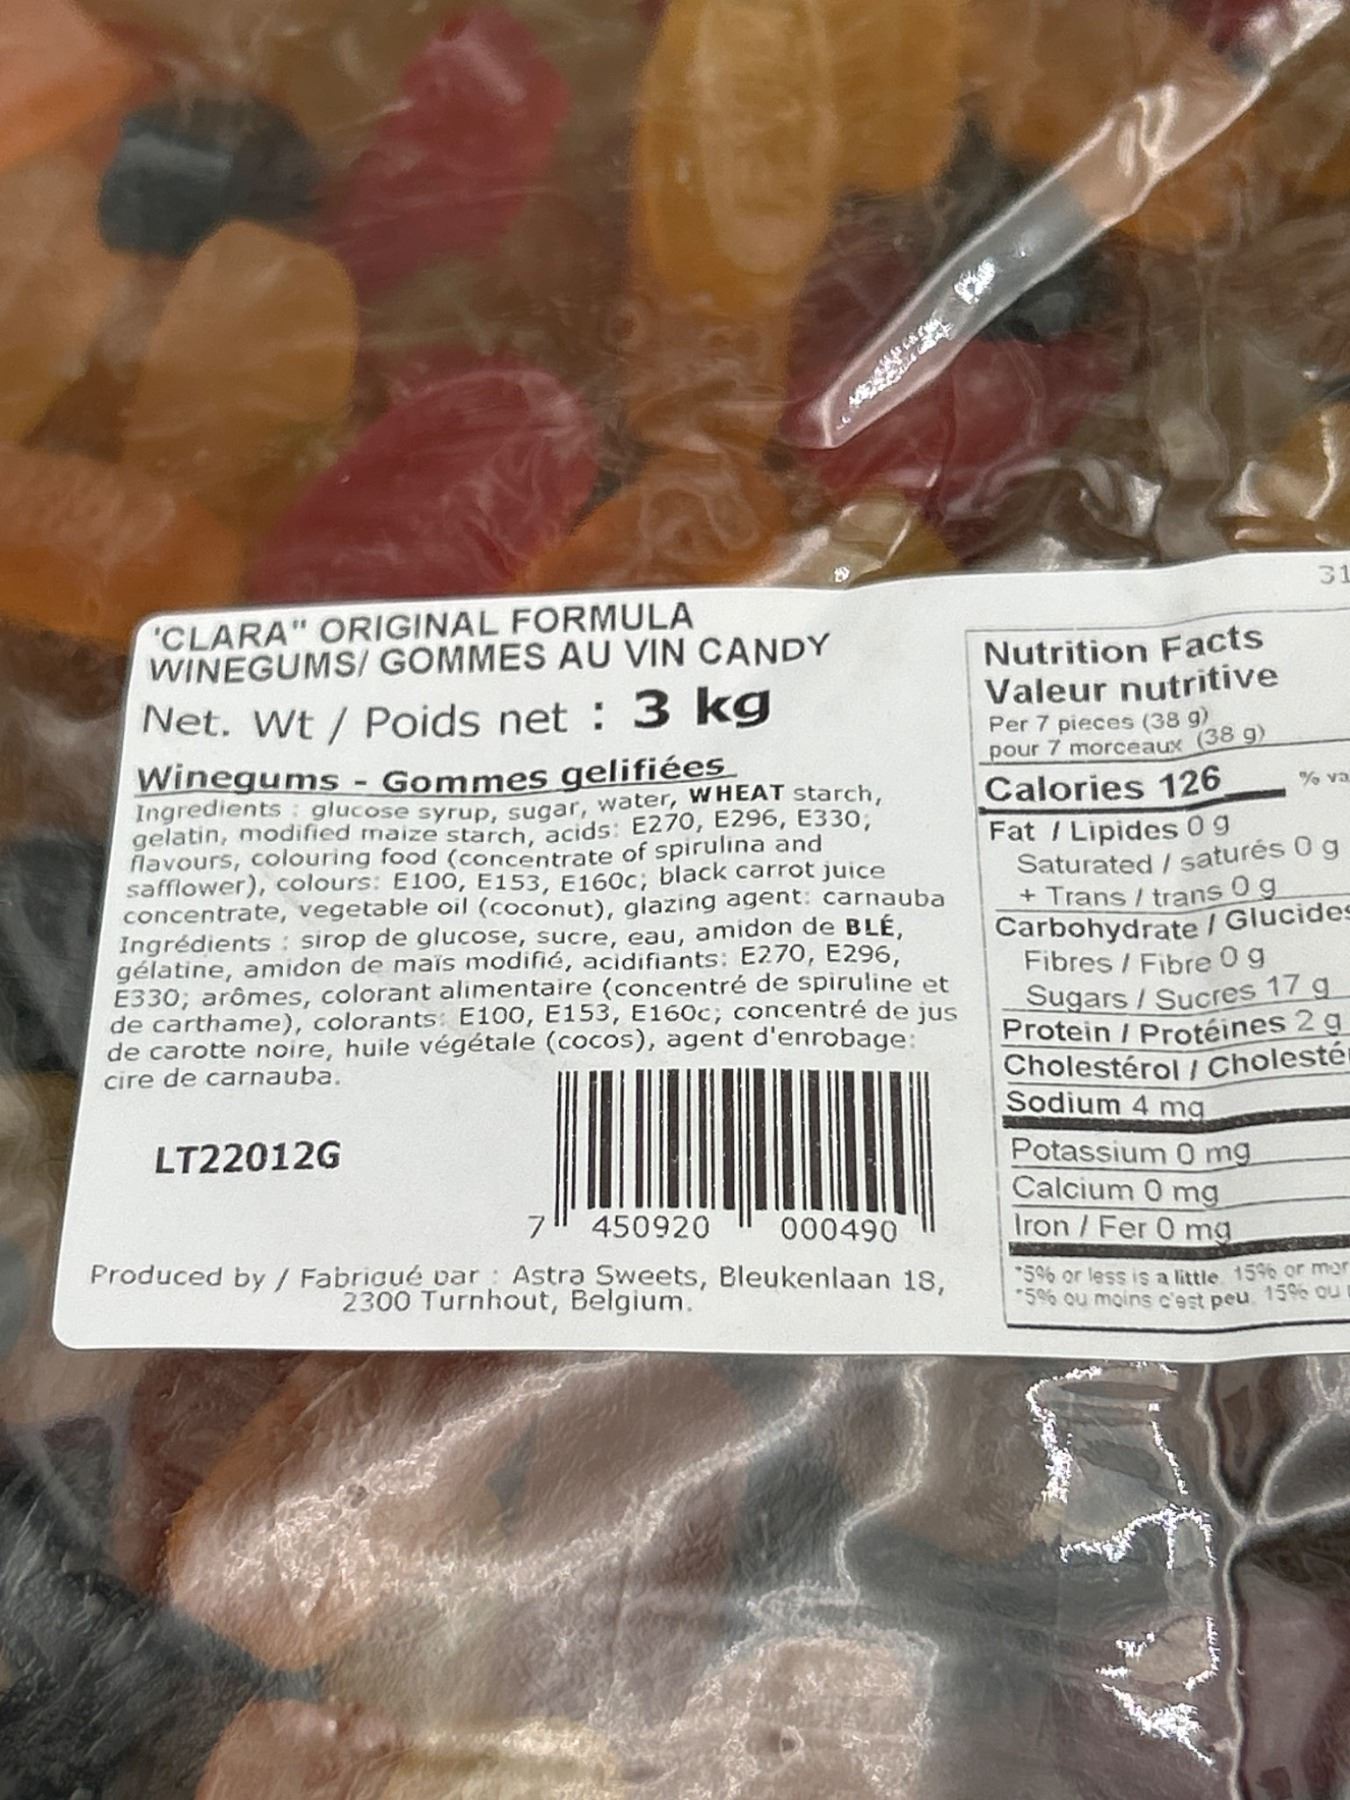 'CLARA" ORIGINAL FORMULA
WINEGUMS/ GOMMES AU VIN CANDY
Net. Wt / Poids net : 3 kg
Winegums - Gommes gelifiées
Ingredients : glucose syrup, sugar, water, WHEAT starch,
gelatin, modified maize starch, acids: E270, E296, E330;
flavours, colouring food (concentrate of spirulina and
safflower), colours: E100, E153, E160c; black carrot juice
concentrate, vegetable oil (coconut), glazing agent: carnauba
Ingrédients : sirop de glucose, sucre, eau, amidon de BLÉ,
gélatine, amidon de maïs modifié, acidifiants: E270, E296,
E330; arômes, colorant alimentaire (concentré de spiruline et
de carthame), colorants: E100, E153, E160c; concentré de jus
de carotte noire, huile végétale (cocos), agent d'enrobage:
cire de carnauba.
LT22012G
7 450920 000490
Produced by / Fabriqué par : Astra Sweets, Bleukenlaan 18,
2300 Turnhout, Belgium.
31
Nutrition Facts
Valeur nutritive
Per 7 pieces (38 g)
pour 7 morceaux (38 g)
Calories 126
% va
Fat / Lipides 0 g
Saturated / saturés 0 g
+ Trans / trans 0 g
Carbohydrate / Glucides
Fibres / Fibre 0 g
Sugars / Sucres 17 g
Protein / Protéines 2 g
Cholestérol / Cholesté
Sodium 4 mg
Potassium 0 mg
Calcium 0 mg
Iron / Fer 0 mg
*5% or less is a little 15% or mor
*5% ou moins c'est peu 15% ou